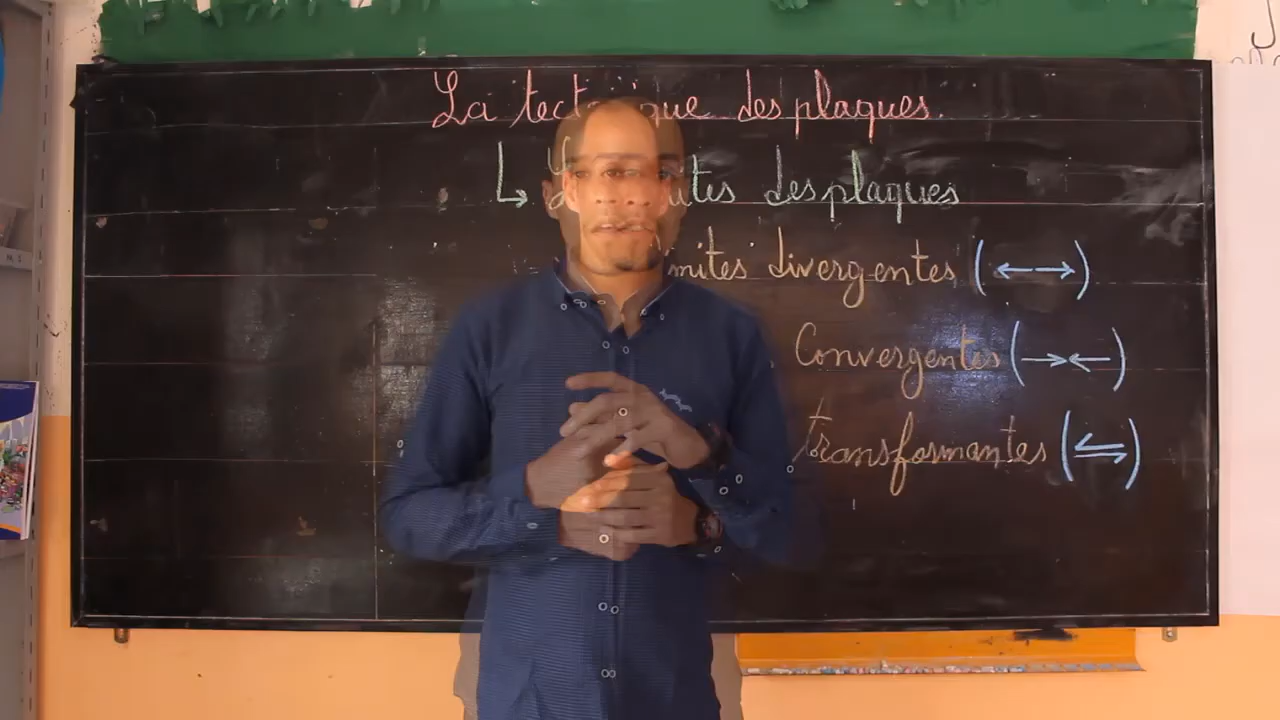 La des plaques.
des plaques
divergentes (←→)
Convergentes (→←)
transformantes (⇌)